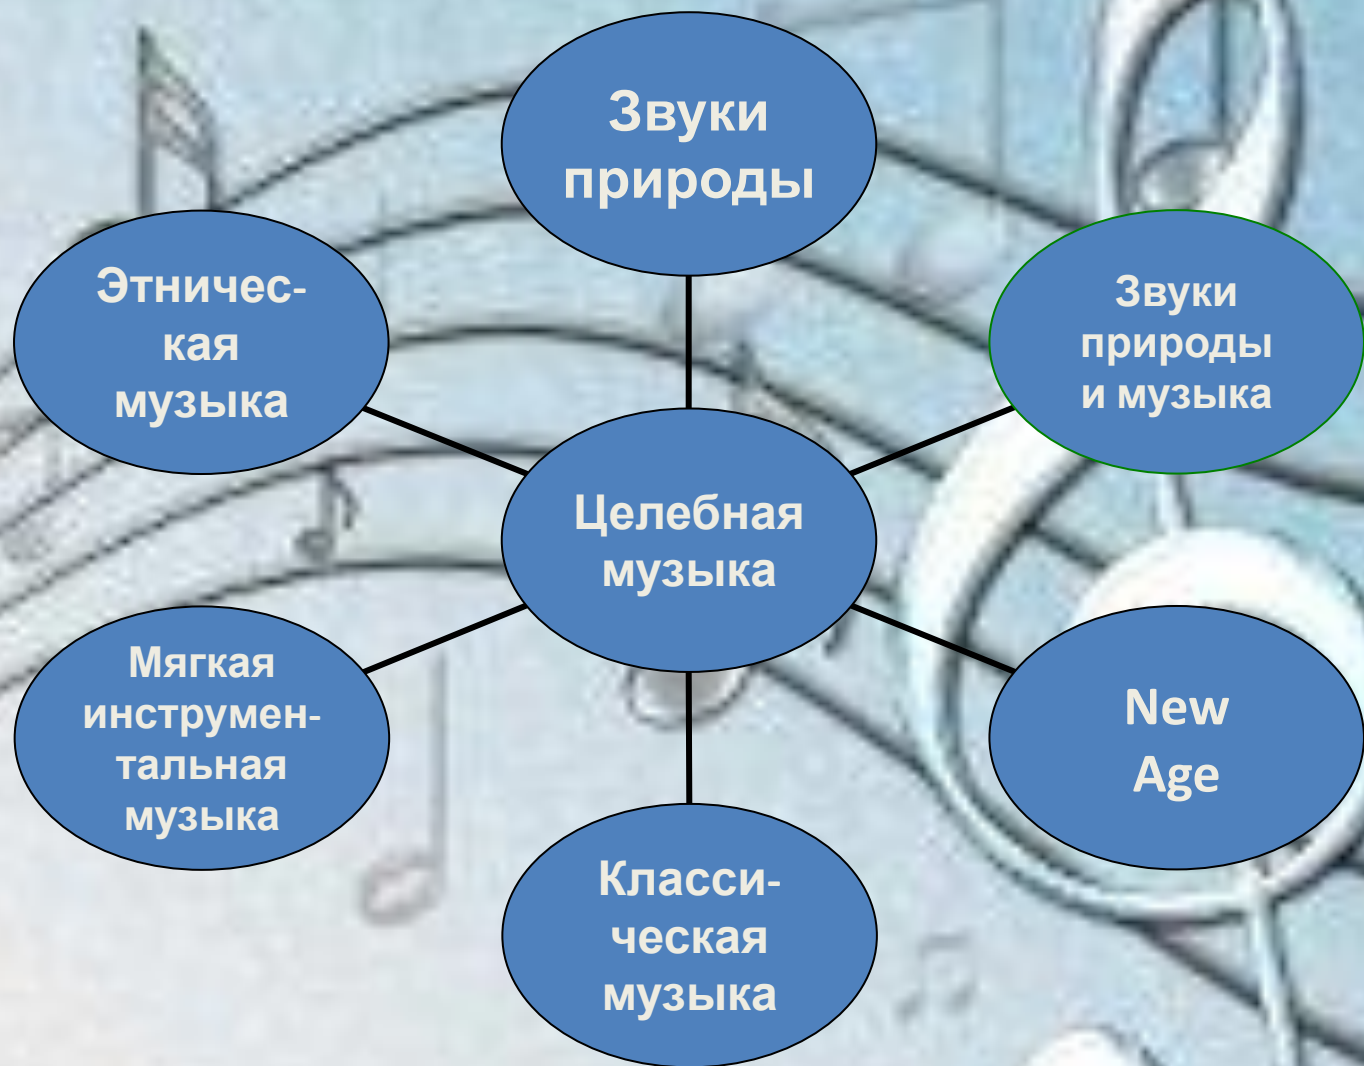 Звуки
природы
Этничес-
кая
музыка
Звуки
природы
и музыка
Целебная
музыка
Мягкая
инструмен-
тальная
музыка
New
Age
Класси-
ческая
музыка